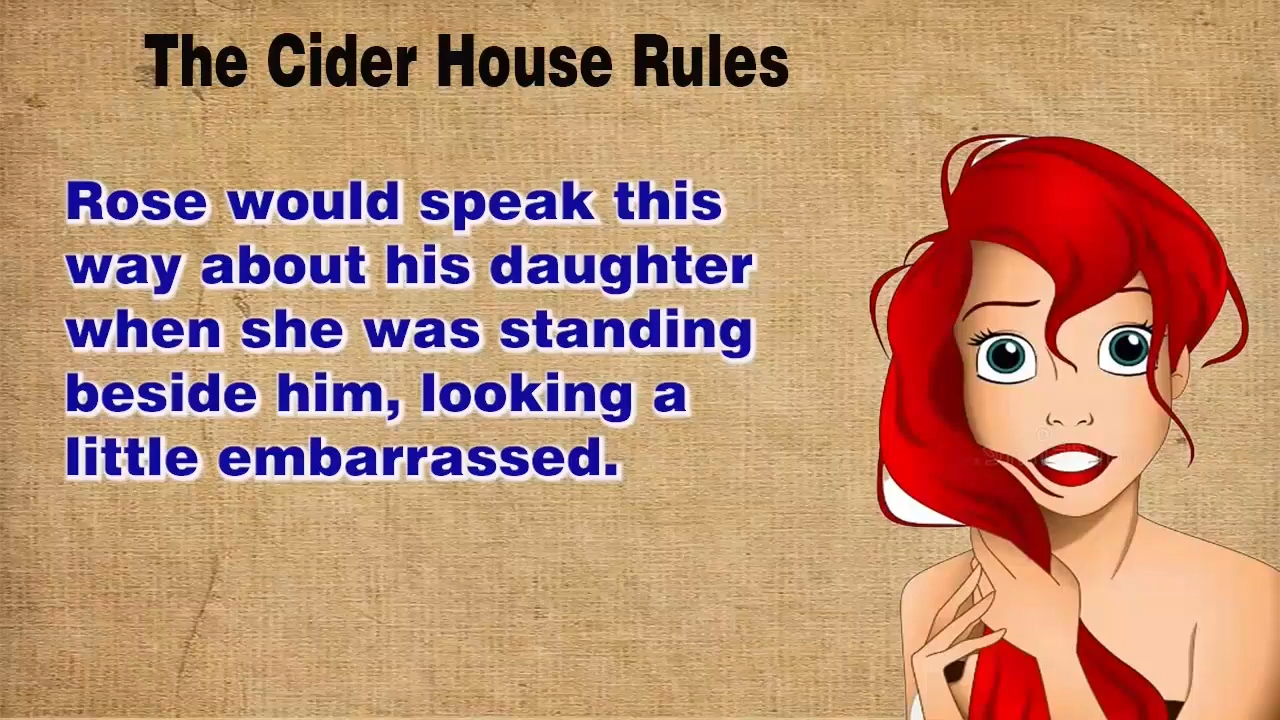 The Cider House Rules
Rose would speak this
way about his daughter
when she was standing
beside him, looking a
little embarrassed.